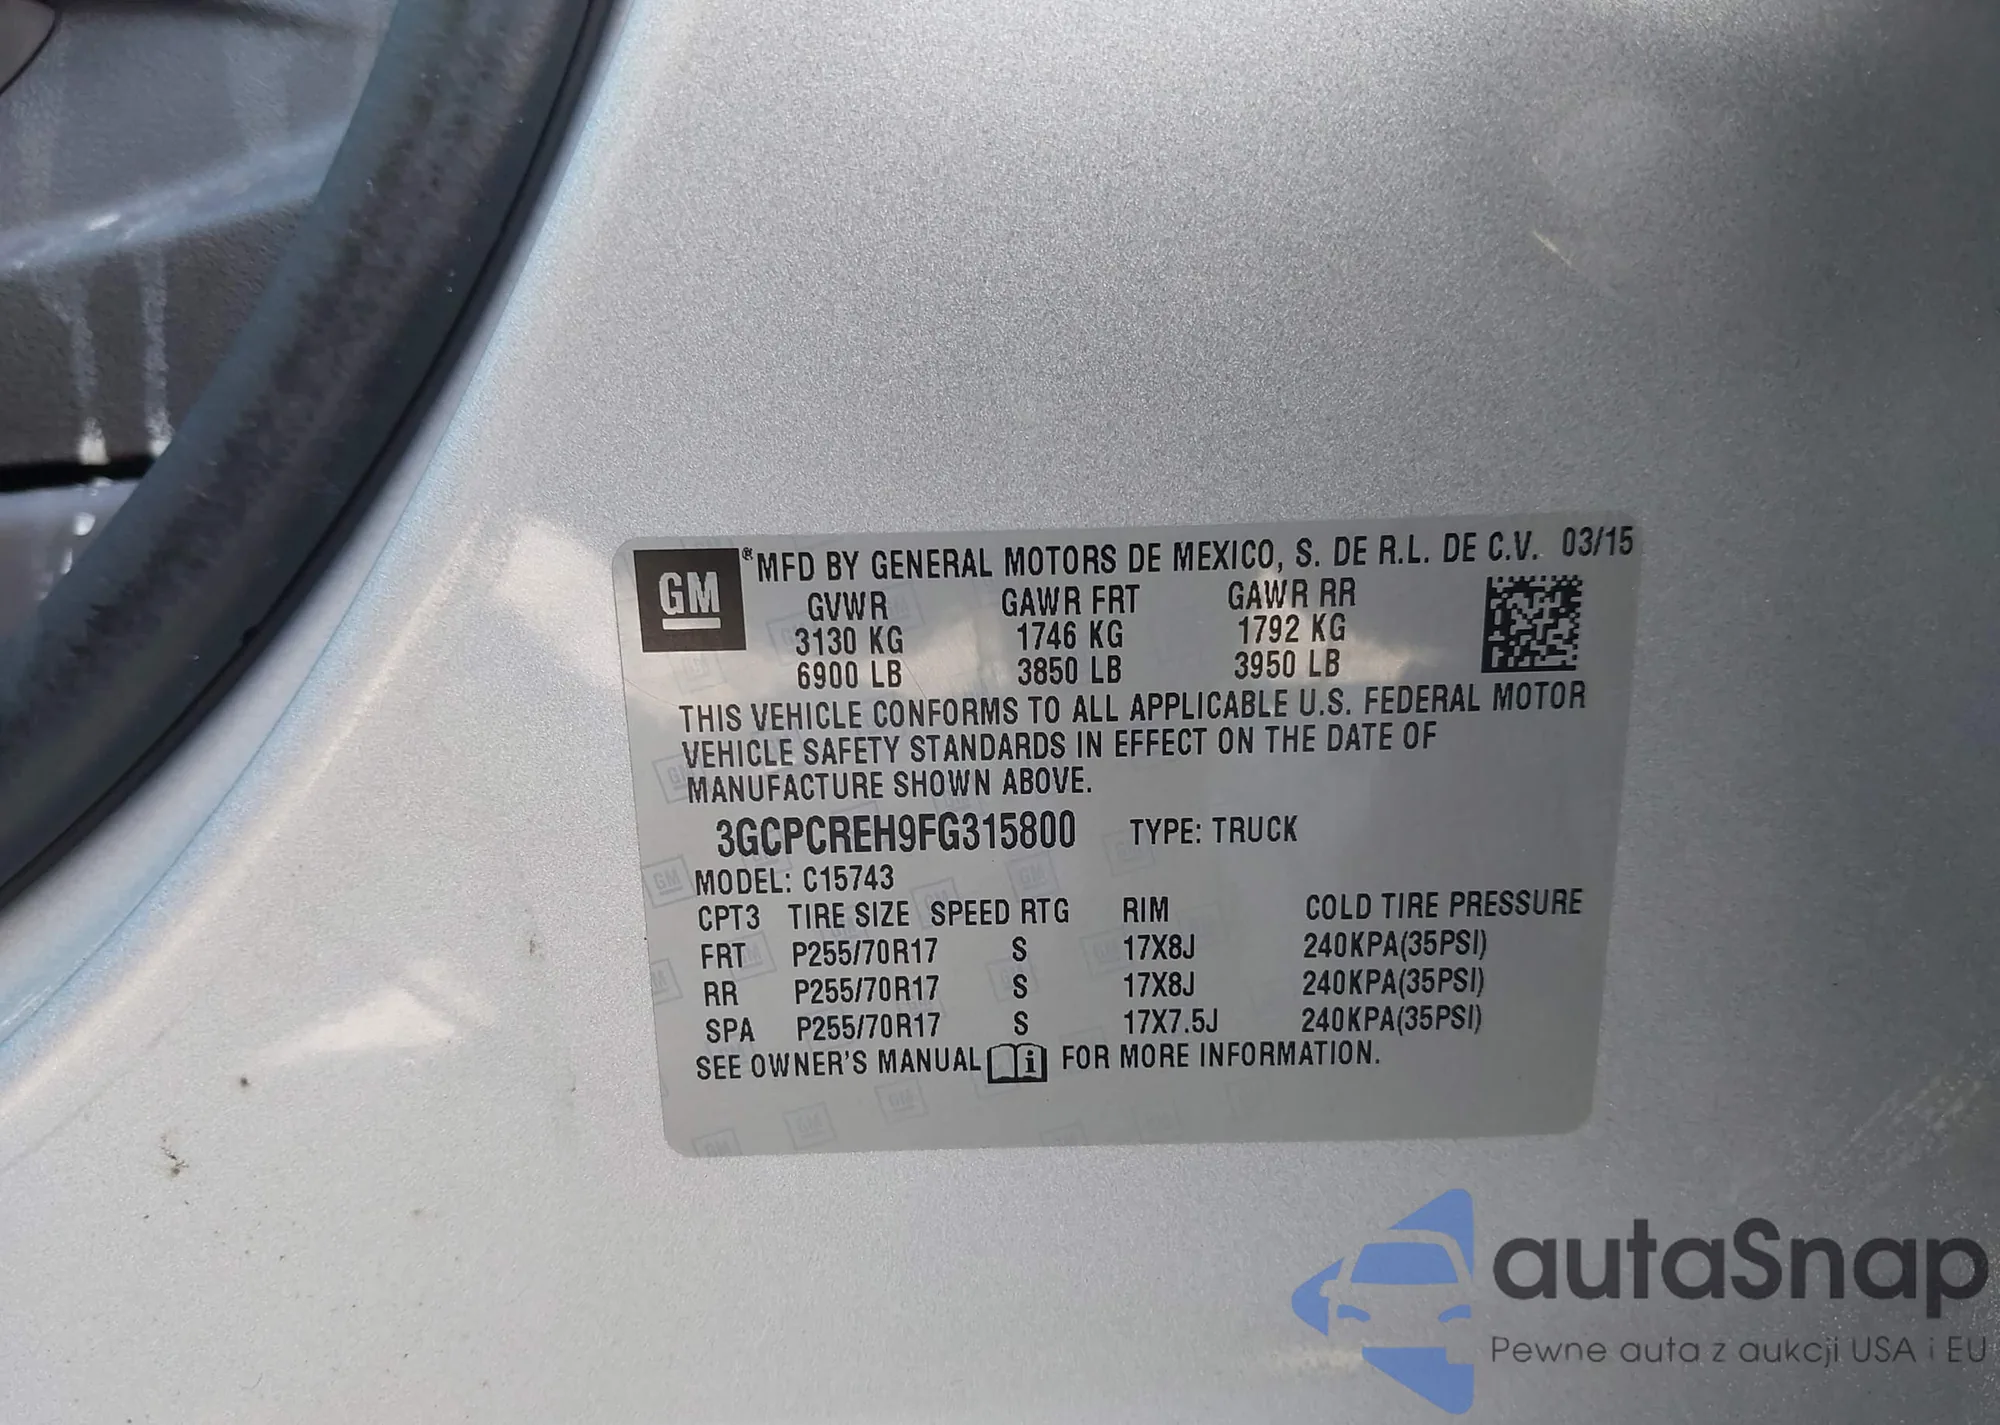 GM® MFD BY GENERAL MOTORS DE MEXICO, S. DE R.L. DE C.V. 03/15
GVWR GAWR FRT GAWR RR
3130 KG 1746 KG 1792 KG
6900 LB 3850 LB 3950 LB
THIS VEHICLE CONFORMS TO ALL APPLICABLE U.S. FEDERAL MOTOR
VEHICLE SAFETY STANDARDS IN EFFECT ON THE DATE OF
MANUFACTURE SHOWN ABOVE.
3GCPCREH9FG315800 TYPE: TRUCK
MODEL: C15743
CPT3 TIRE SIZE SPEED RTG RIM COLD TIRE PRESSURE
FRT P255/70R17 S 17X8J 240KPA(35PSI)
RR P255/70R17 S 17X8J 240KPA(35PSI)
SPA P255/70R17 S 17X7.5J 240KPA(35PSI)
SEE OWNER'S MANUAL i FOR MORE INFORMATION.
autaSnap
Pewne auta z aukcji USA i EU